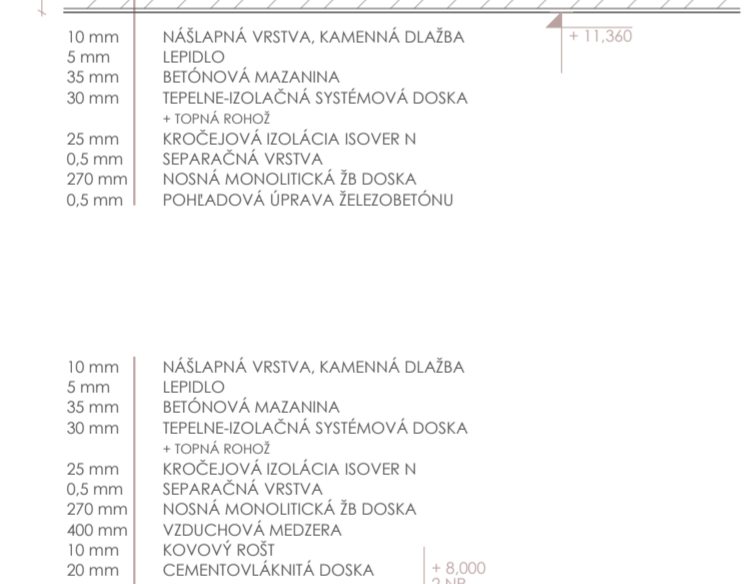 10 mm NÁŠLAPNÁ VRSTVA, KAMENNÁ DLAŽBA
+ 11,360
5 mm LEPIDLO
35 mm BETÓNOVÁ MAZANINA
30 mm TEPELNE-IZOLAČNÁ SYSTÉMOVÁ DOSKA
+ TOPNÁ ROHOŽ
25 mm KROČEJOVÁ IZOLÁCIA ISOVER N
0,5 mm SEPARAČNÁ VRSTVA
270 mm NOSNÁ MONOLITICKÁ ŽB DOSKA
0,5 mm POHĽADOVÁ ÚPRAVA ŽELEZOBETÓNU
10 mm NÁŠLAPNÁ VRSTVA, KAMENNÁ DLAŽBA
5 mm LEPIDLO
35 mm BETÓNOVÁ MAZANINA
30 mm TEPELNE-IZOLAČNÁ SYSTÉMOVÁ DOSKA
+ TOPNÁ ROHOŽ
25 mm KROČEJOVÁ IZOLÁCIA ISOVER N
0,5 mm SEPARAČNÁ VRSTVA
270 mm NOSNÁ MONOLITICKÁ ŽB DOSKA
400 mm VZDUCHOVÁ MEDZERA
10 mm KOVOVÝ ROŠT
20 mm CEMENTOVLÁKNITÁ DOSKA
+ 8,000
2 NP